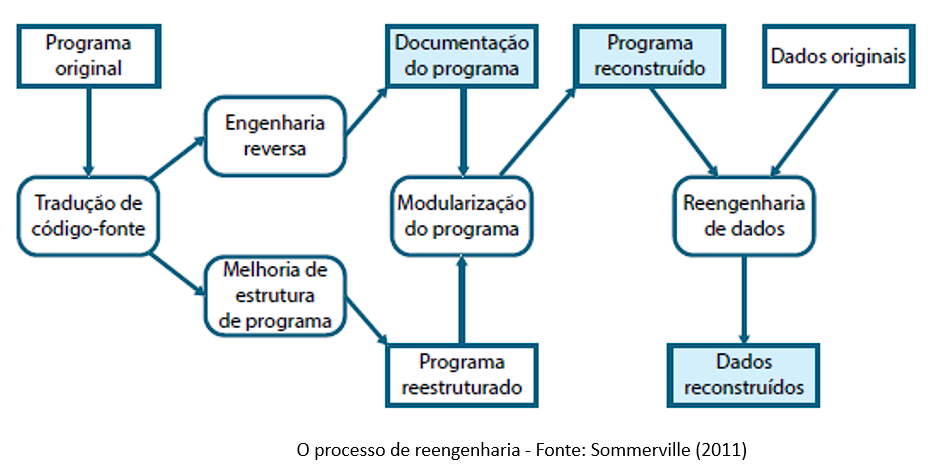 Programa
original
Documentação
do programa
Programa
reconstruído
Dados originais
Engenharia
reversa
Tradução de
código-fonte
Modularização
do programa
Reengenharia
de dados
Melhoria de
estrutura
de programa
Programa
reestruturado
Dados
reconstruídos
O processo de reengenharia - Fonte: Sommerville (2011)